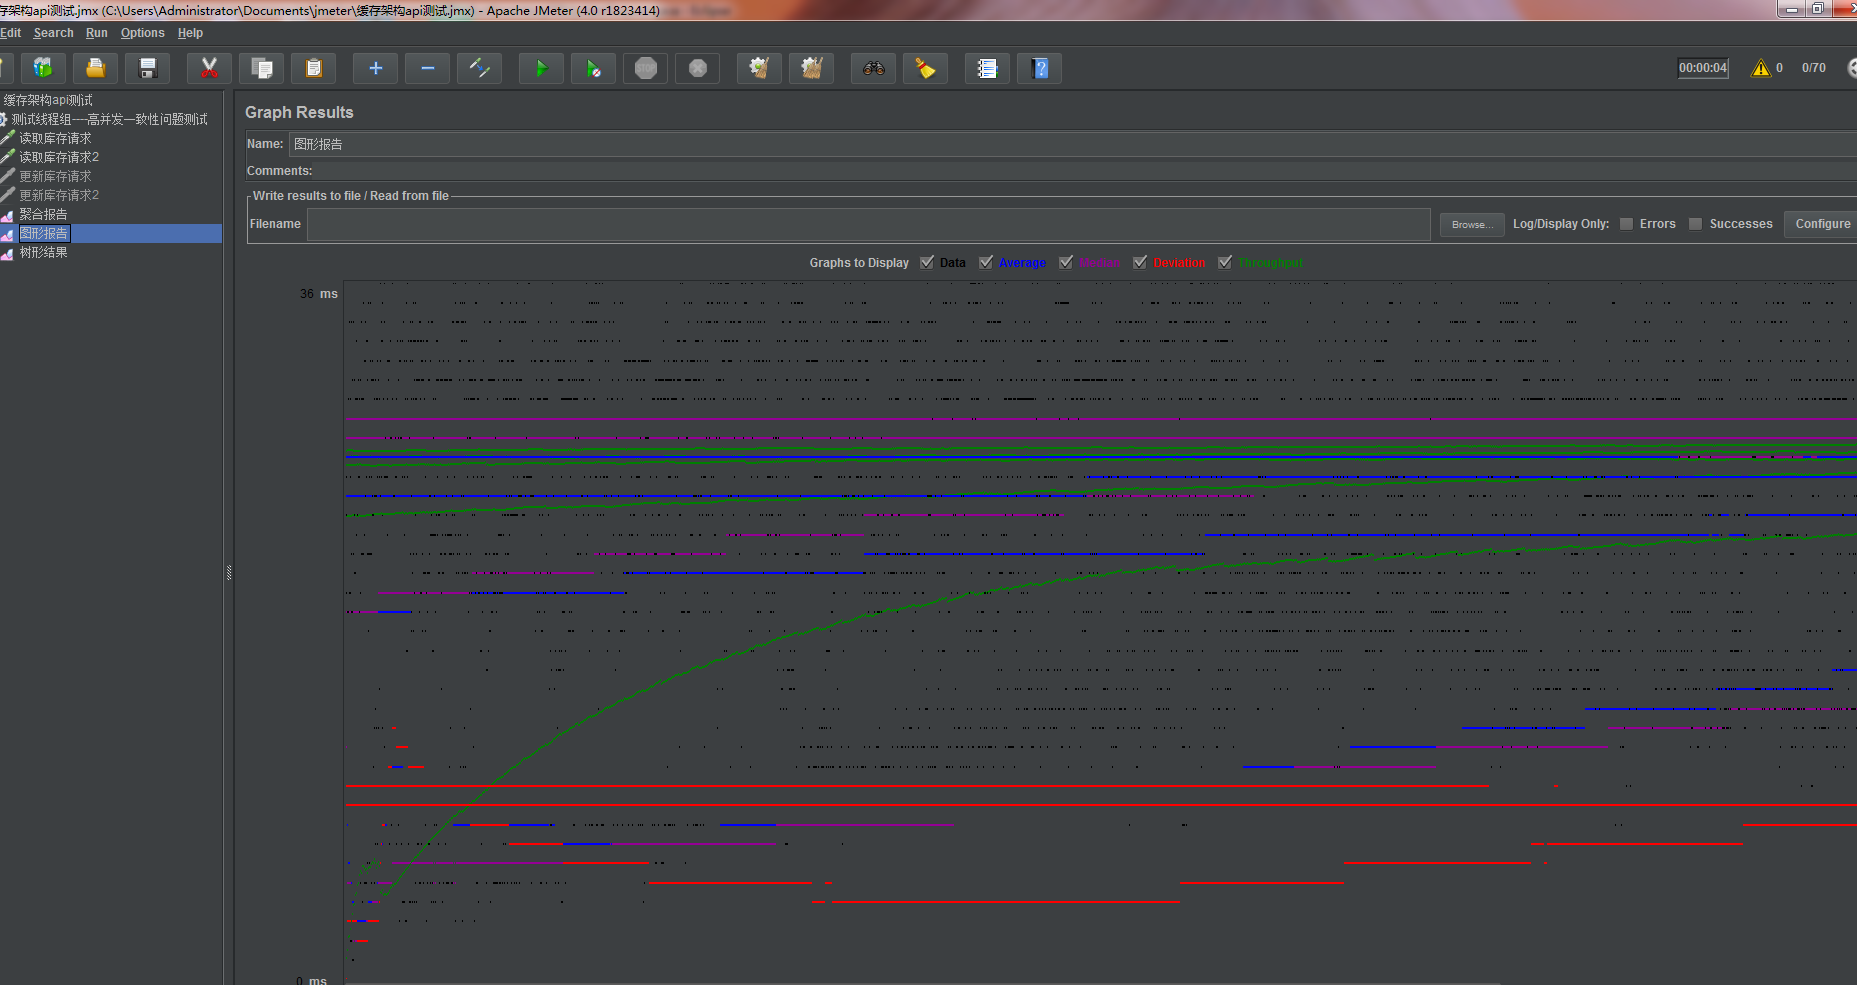 存架构api测试.jmx (C:\Users\Administrator\Documents\jmeter\缓存架构api测试.jmx) - Apache JMeter (4.0 r1823414)
Edit Search Run Options Help
STOP
00:00:04 0 0/70
缓存架构api测试
测试线程组----高并发一致性问题测试
读取库存请求
读取库存请求2
更新库存请求
更新库存请求2
聚合报告
图形报告
树形结果
Graph Results
Name: 图形报告
Comments:
Write results to file / Read from file
Filename Browse... Log/Display Only: Errors Successes Configure
Graphs to Display Data Average Median Deviation Throughput
36 ms
0 ms